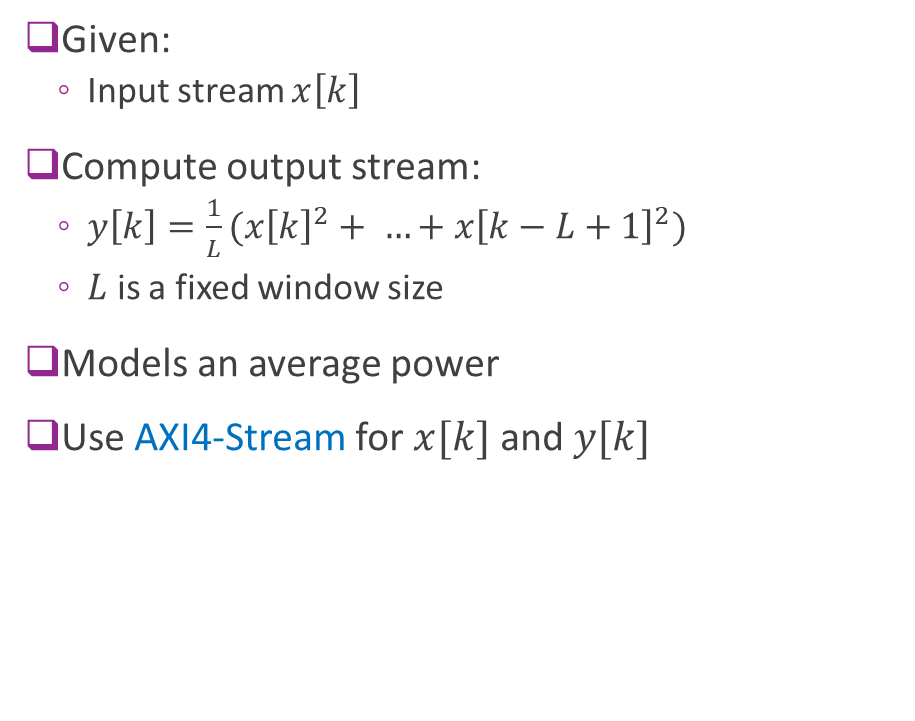 ❑Given:
◦ Input stream 𝑥[𝑘]
❑Compute output stream:
◦ 𝑦[𝑘] = 1/𝐿 (𝑥[𝑘]² + …+ 𝑥[𝑘 − 𝐿 + 1]²)
◦ 𝐿 is a fixed window size
❑Models an average power
❑Use AXI4-Stream for 𝑥[𝑘] and 𝑦[𝑘]